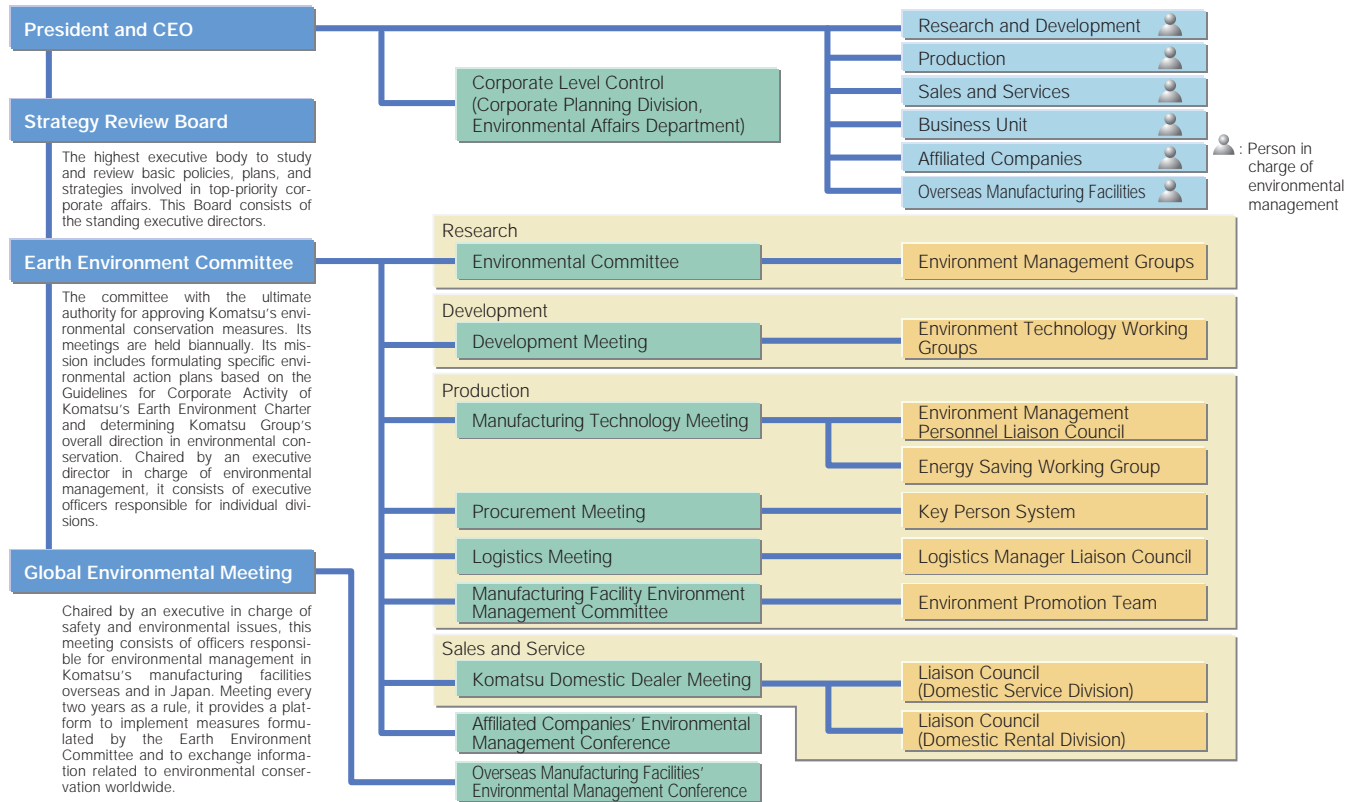 President and CEO
Research and Development
Production
Sales and Services
Business Unit
Affiliated Companies
Overseas Manufacturing Facilities
: Person in
charge of
environmental
management
Corporate Level Control
(Corporate Planning Division,
Environmental Affairs Department)
Strategy Review Board
The highest executive body to study
and review basic policies, plans, and
strategies involved in top-priority cor-
porate affairs. This Board consists of
the standing executive directors.
Earth Environment Committee
The committee with the ultimate
authority for approving Komatsu's envi-
ronmental conservation measures. Its
meetings are held biannually. Its mis-
sion includes formulating specific envi-
ronmental action plans based on the
Guidelines for Corporate Activity of
Komatsu's Earth Environment Charter
and determining Komatsu Group's
overall direction in environmental con-
servation. Chaired by an executive
director in charge of environmental
management, it consists of executive
officers responsible for individual divi-
sions.
Global Environmental Meeting
Chaired by an executive in charge of
safety and environmental issues, this
meeting consists of officers responsi-
ble for environmental management in
Komatsu's manufacturing facilities
overseas and in Japan. Meeting every
two years as a rule, it provides a plat-
form to implement measures formu-
lated by the Earth Environment
Committee and to exchange informa-
tion related to environmental conser-
vation worldwide.
Research
Environmental Committee
Environment Management Groups
Development
Development Meeting
Environment Technology Working
Groups
Production
Manufacturing Technology Meeting
Environment Management
Personnel Liaison Council
Energy Saving Working Group
Procurement Meeting
Key Person System
Logistics Meeting
Logistics Manager Liaison Council
Manufacturing Facility Environment
Management Committee
Environment Promotion Team
Sales and Service
Komatsu Domestic Dealer Meeting
Liaison Council
(Domestic Service Division)
Liaison Council
(Domestic Rental Division)
Affiliated Companies' Environmental
Management Conference
Overseas Manufacturing Facilities'
Environmental Management Conference